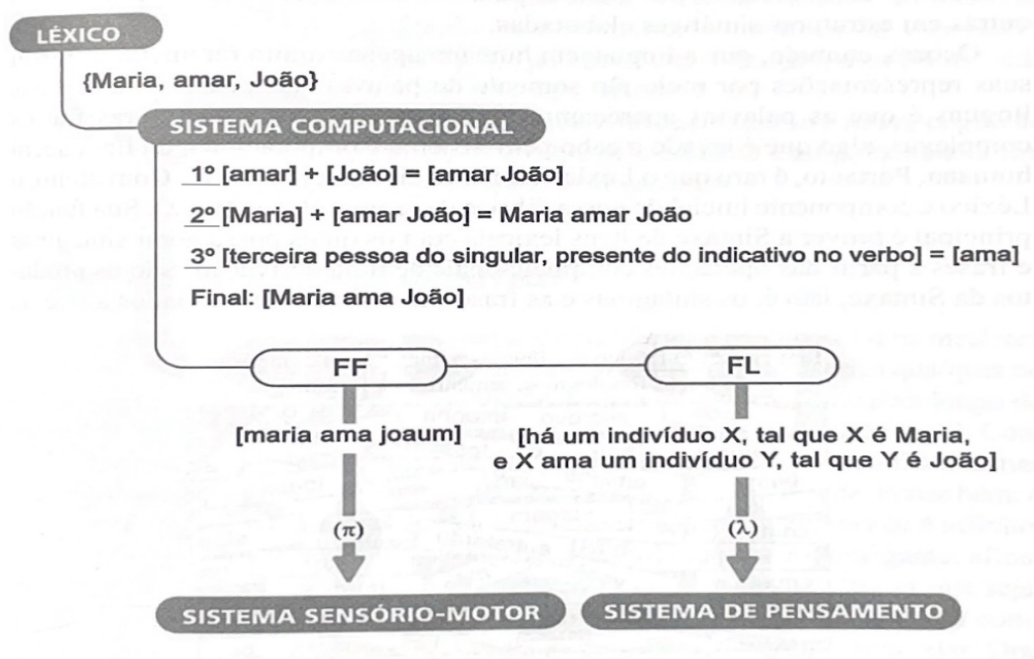 LÉXICO
{Maria, amar, João}
SISTEMA COMPUTACIONAL
1º [amar] + [João] = [amar João]
2º [Maria] + [amar João] = Maria amar João
3º [terceira pessoa do singular, presente do indicativo no verbo] = [ama]
Final: [Maria ama João]
FF
FL
[maria ama joaum]
[há um indivíduo X, tal que X é Maria,
e X ama um indivíduo Y, tal que Y é João]
(π)
(λ)
SISTEMA SENSÓRIO-MOTOR
SISTEMA DE PENSAMENTO